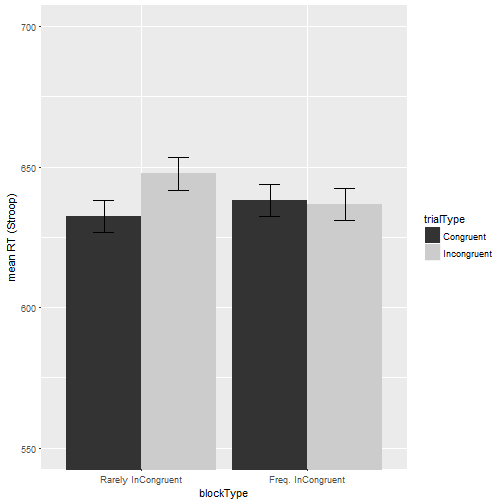 700
650
600
550
mean RT (Stroop)
Rarely InCongruent
Freq. InCongruent
blockType
trialType
Congruent
Incongruent